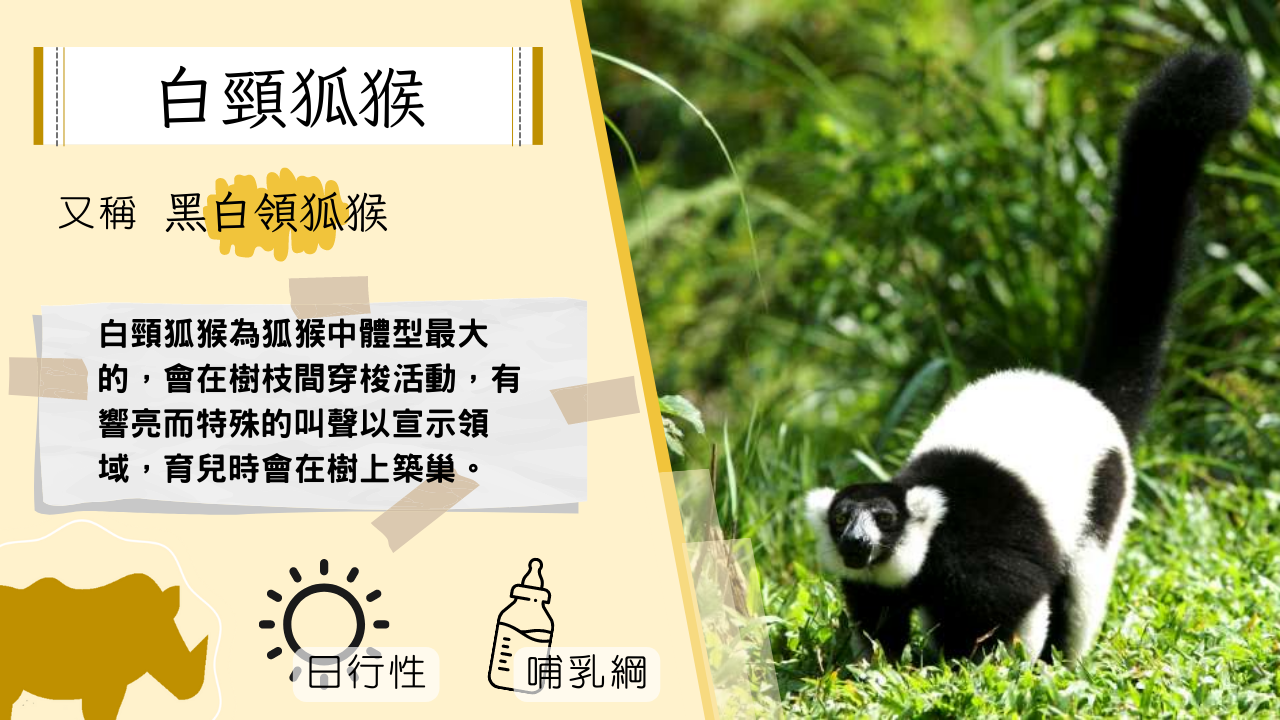 白頸狐猴
又稱 黑白領狐猴
白頸狐猴為狐猴中體型最大
的，會在樹枝間穿梭活動，有
響亮而特殊的叫聲以宣示領
域，育兒時會在樹上築巢。
日行性
哺乳綱